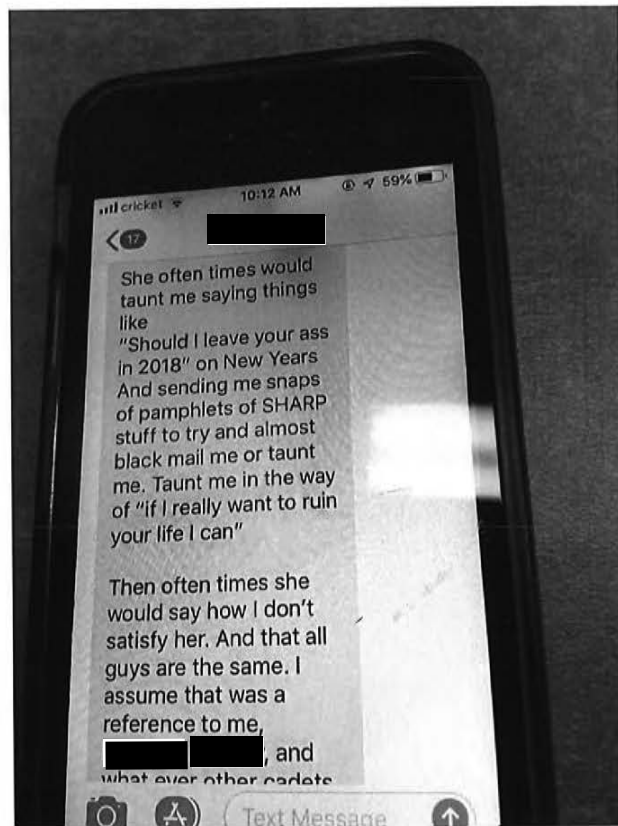 cricket 10:12 AM 59%
17
She often times would
taunt me saying things
like
"Should I leave your ass
in 2018" on New Years
And sending me snaps
of pamphlets of SHARP
stuff to try and almost
black mail me or taunt
me. Taunt me in the way
of "if I really want to ruin
your life I can"
Then often times she
would say how I don't
satisfy her. And that all
guys are the same. I
assume that was a
reference to me,
, and
what ever other cadets
Text Message